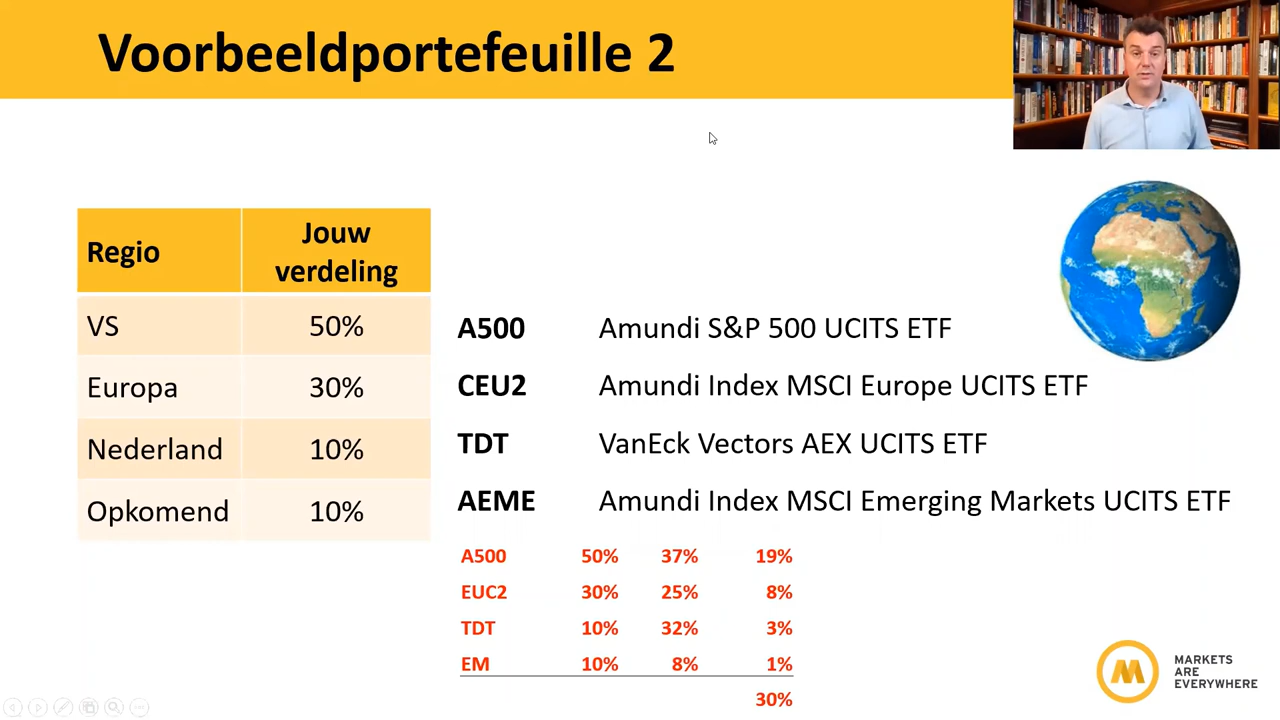 Voorbeeldportefeuille 2
Regio Jouw verdeling
VS 50%
Europa 30%
Nederland 10%
Opkomend 10%
A500 Amundi S&P 500 UCITS ETF
CEU2 Amundi Index MSCI Europe UCITS ETF
TDT VanEck Vectors AEX UCITS ETF
AEME Amundi Index MSCI Emerging Markets UCITS ETF
A500 50% 37% 19%
EUC2 30% 25% 8%
TDT 10% 32% 3%
EM 10% 8% 1%
30%
MARKETS
ARE
EVERYWHERE